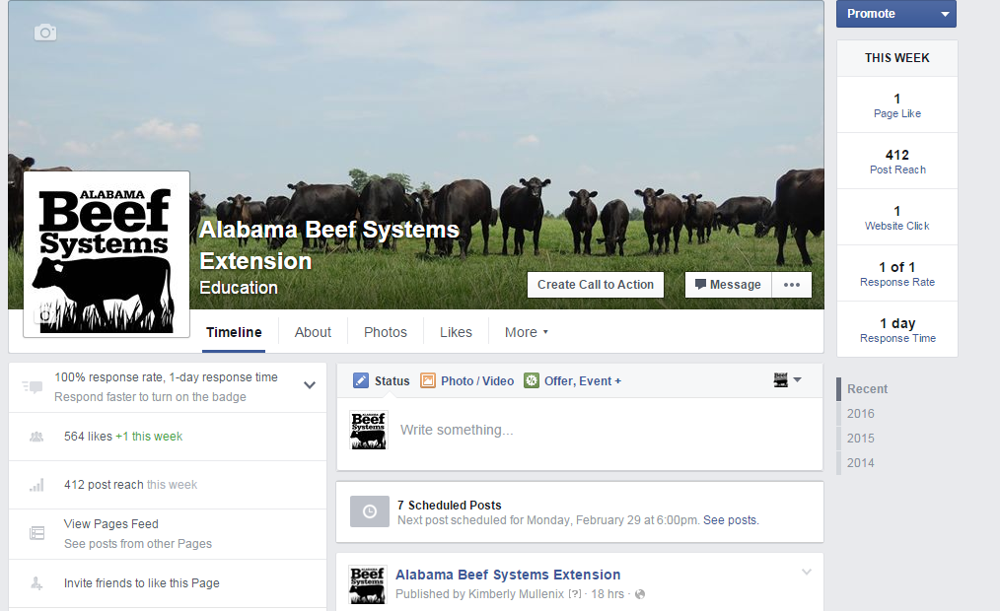 Promote
THIS WEEK
1
Page Like
412
Post Reach
1
Website Click
1 of 1
Response Rate
1 day
Response Time
Recent
2016
2015
2014
ALABAMA
Beef
Systems
Alabama Beef Systems
Extension
Education
Create Call to Action
Message
Timeline
About
Photos
Likes
More
100% response rate, 1-day response time
Respond faster to turn on the badge
564 likes +1 this week
412 post reach this week
View Pages Feed
See posts from other Pages
Invite friends to like this Page
Status
Photo / Video
Offer, Event +
Beef
Systems
Write something...
7 Scheduled Posts
Next post scheduled for Monday, February 29 at 6:00pm. See posts.
Beef
Systems
Alabama Beef Systems Extension
Published by Kimberly Mullenix [?] · 18 hrs ·